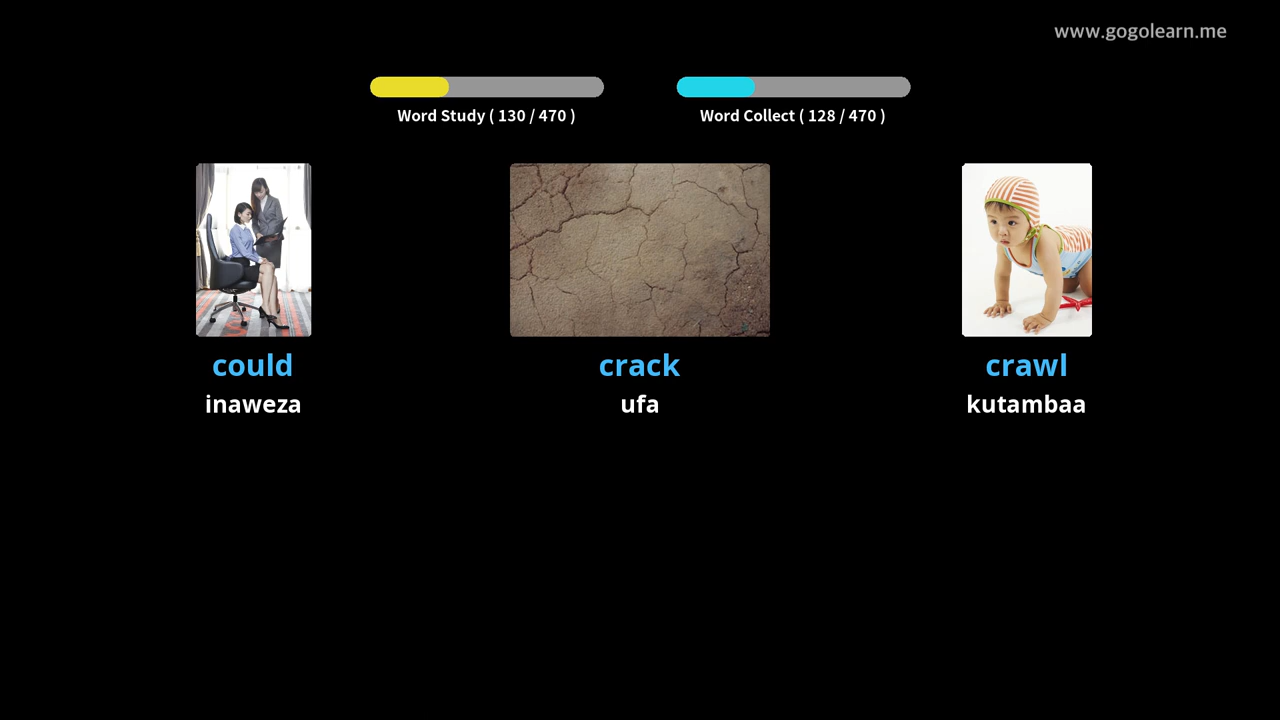 www.gogolearn.me
Word Study ( 130 / 470 )
Word Collect ( 128 / 470 )
could
crack
crawl
inaweza
ufa
kutambaa